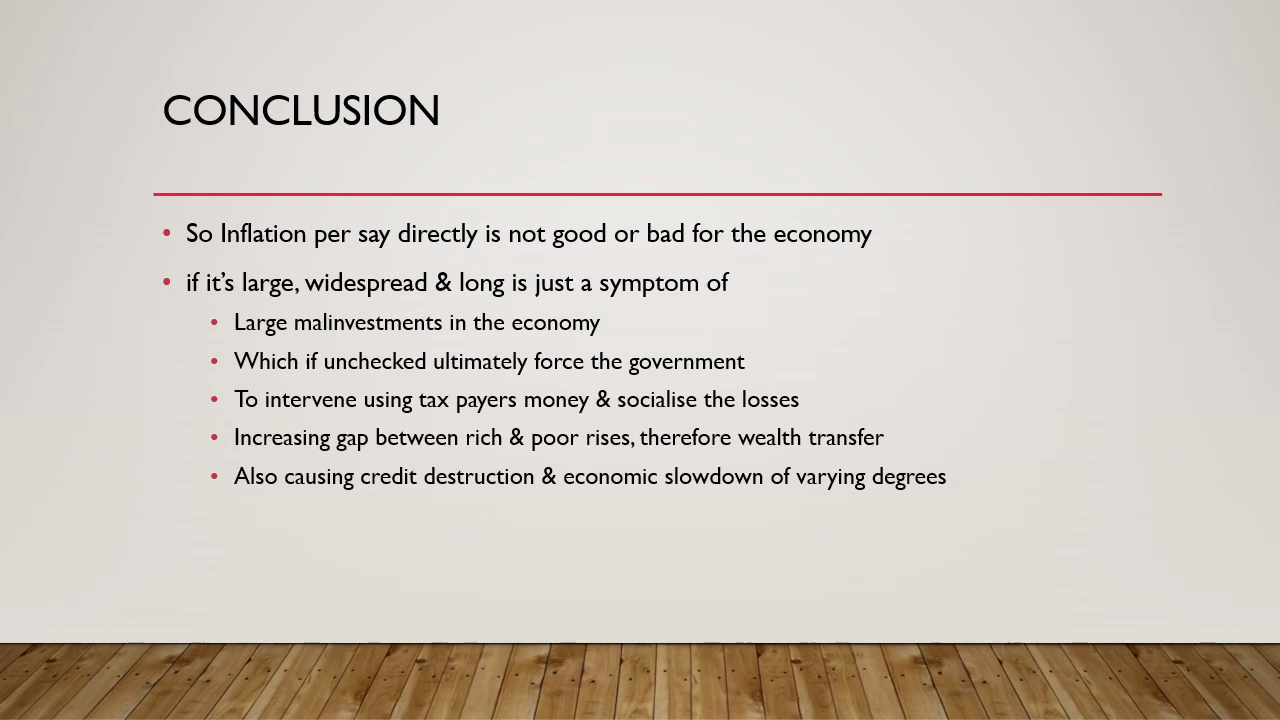 CONCLUSION
• So Inflation per say directly is not good or bad for the economy
• if it’s large, widespread & long is just a symptom of
• Large malinvestments in the economy
• Which if unchecked ultimately force the government
• To intervene using tax payers money & socialise the losses
• Increasing gap between rich & poor rises, therefore wealth transfer
• Also causing credit destruction & economic slowdown of varying degrees